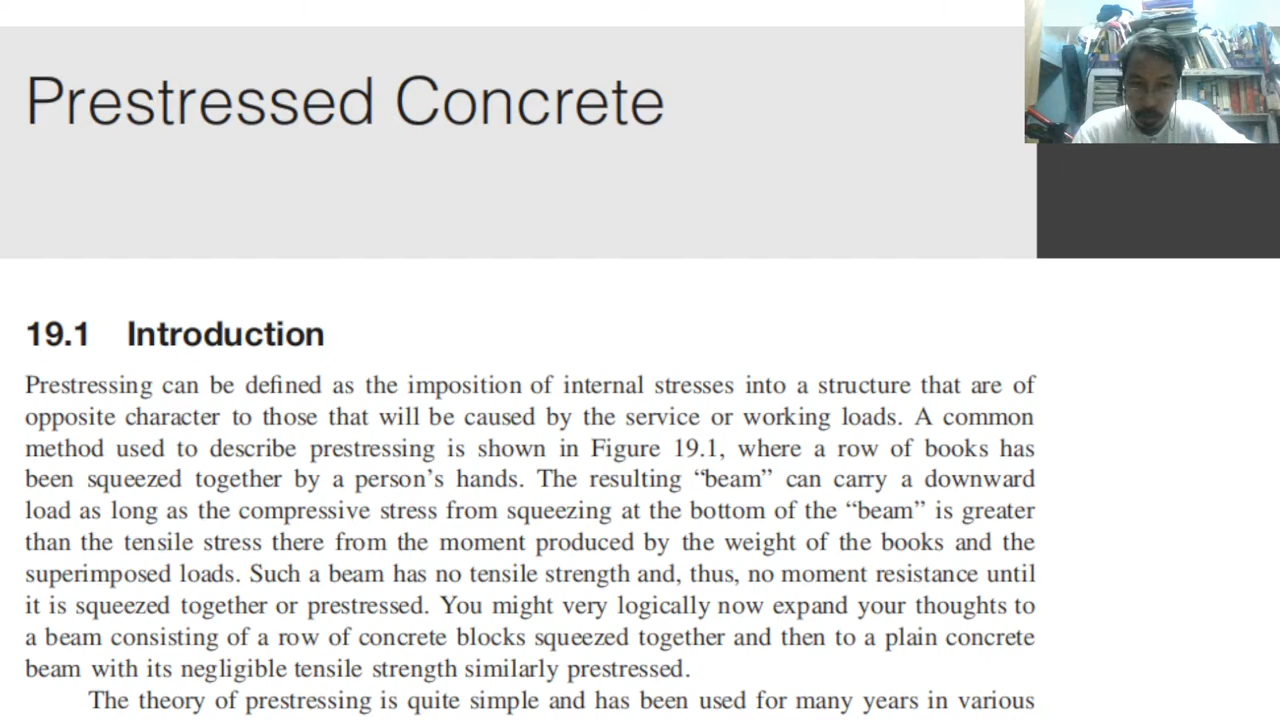 Prestressed Concrete
19.1 Introduction
Prestressing can be defined as the imposition of internal stresses into a structure that are of
opposite character to those that will be caused by the service or working loads. A common
method used to describe prestressing is shown in Figure 19.1, where a row of books has
been squeezed together by a person’s hands. The resulting “beam” can carry a downward
load as long as the compressive stress from squeezing at the bottom of the “beam” is greater
than the tensile stress there from the moment produced by the weight of the books and the
superimposed loads. Such a beam has no tensile strength and, thus, no moment resistance until
it is squeezed together or prestressed. You might very logically now expand your thoughts to
a beam consisting of a row of concrete blocks squeezed together and then to a plain concrete
beam with its negligible tensile strength similarly prestressed.
The theory of prestressing is quite simple and has been used for many years in various